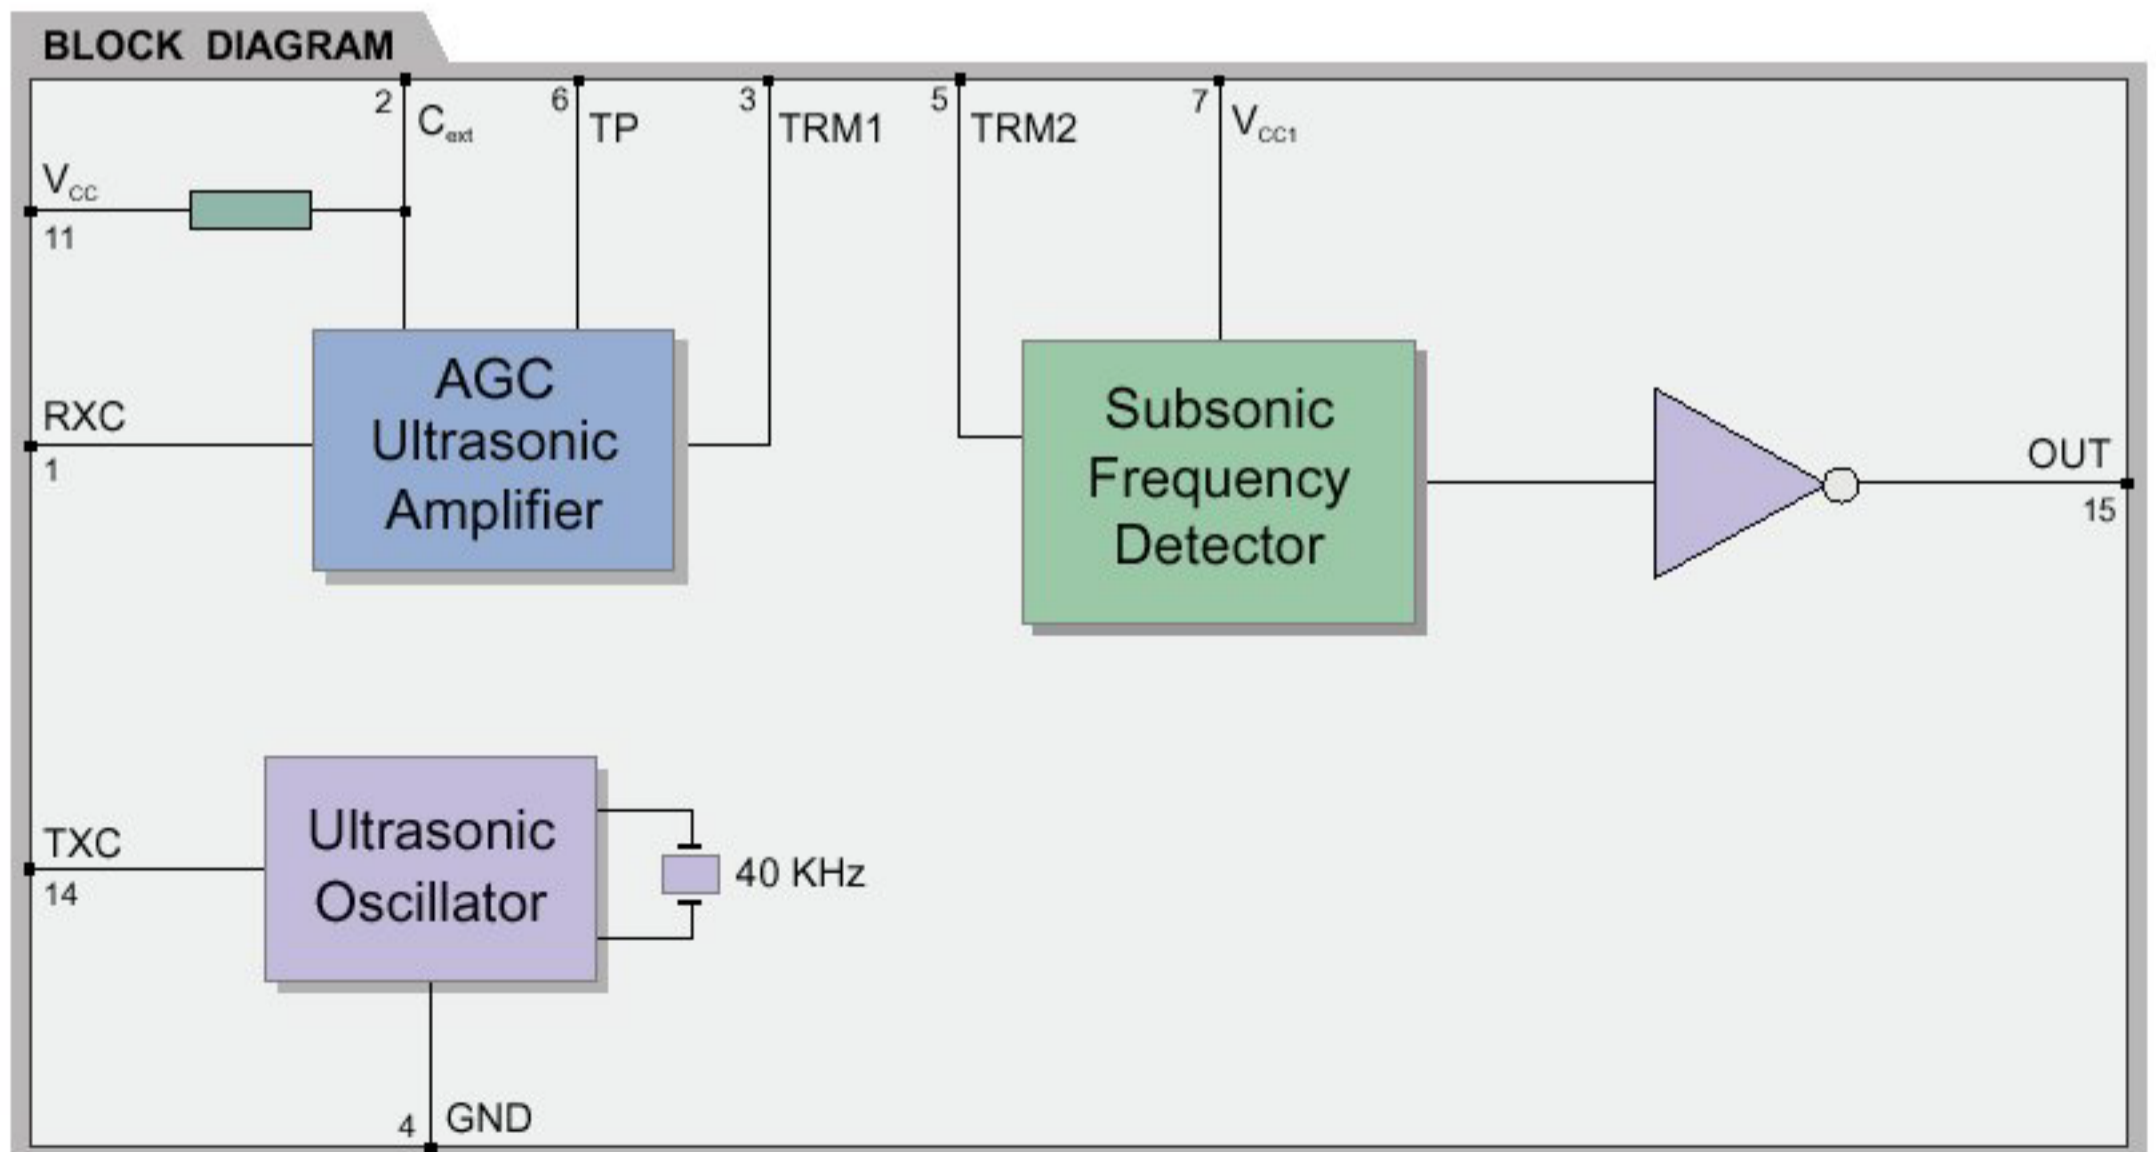 BLOCK DIAGRAM
2
Cext
6
TP
3
TRM1
5
TRM2
7
VCC1
VCC
11
RXC
1
AGC
Ultrasonic
Amplifier
Subsonic
Frequency
Detector
OUT
15
TXC
14
Ultrasonic
Oscillator
40 KHz
4
GND